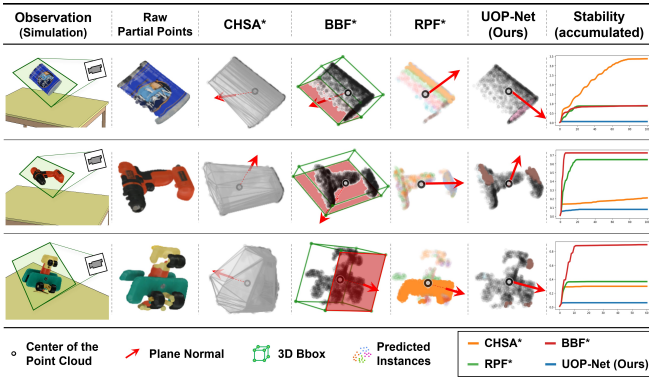 Observation
(Simulation)
Raw
Partial Points
CHSA*
BBF*
RPF*
UOP-Net
(Ours)
Stability
(accumulated)
Center of the
Point Cloud
Plane Normal
3D Bbox
Predicted
Instances
CHSA*
BBF*
RPF*
UOP-Net (Ours)